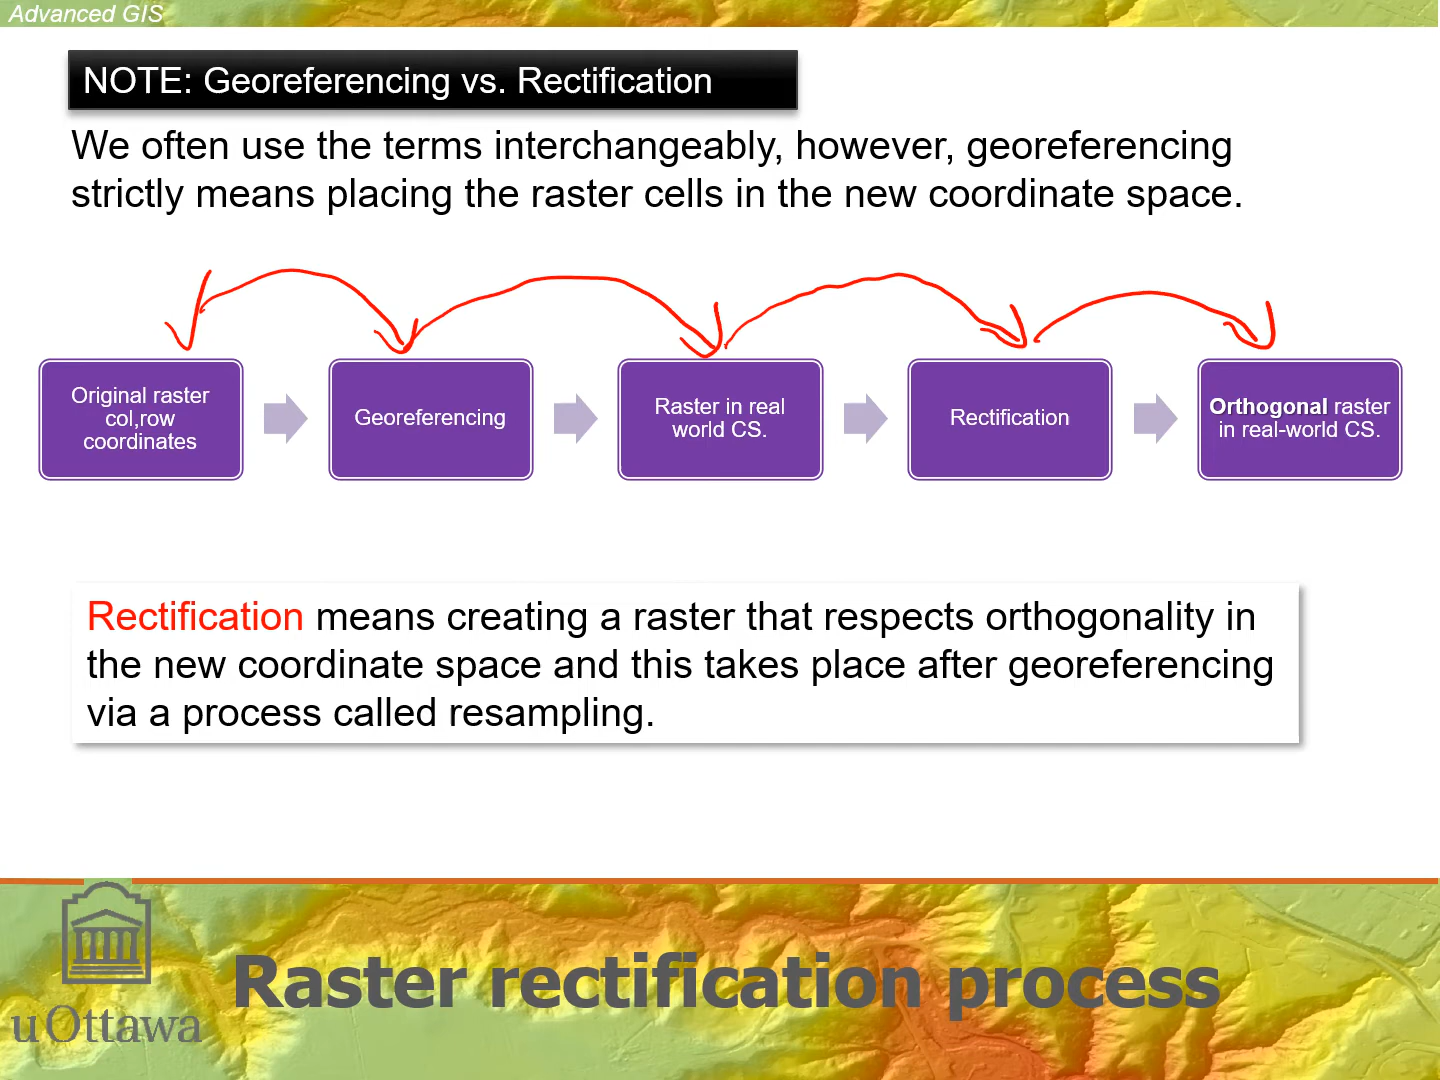 Advanced GIS
NOTE: Georeferencing vs. Rectification
We often use the terms interchangeably, however, georeferencing
strictly means placing the raster cells in the new coordinate space.
Original raster
col,row
coordinates
Georeferencing
Raster in real
world CS.
Rectification
Orthogonal raster
in real-world CS.
Rectification means creating a raster that respects orthogonality in
the new coordinate space and this takes place after georeferencing
via a process called resampling.
Raster rectification process
uOttawa